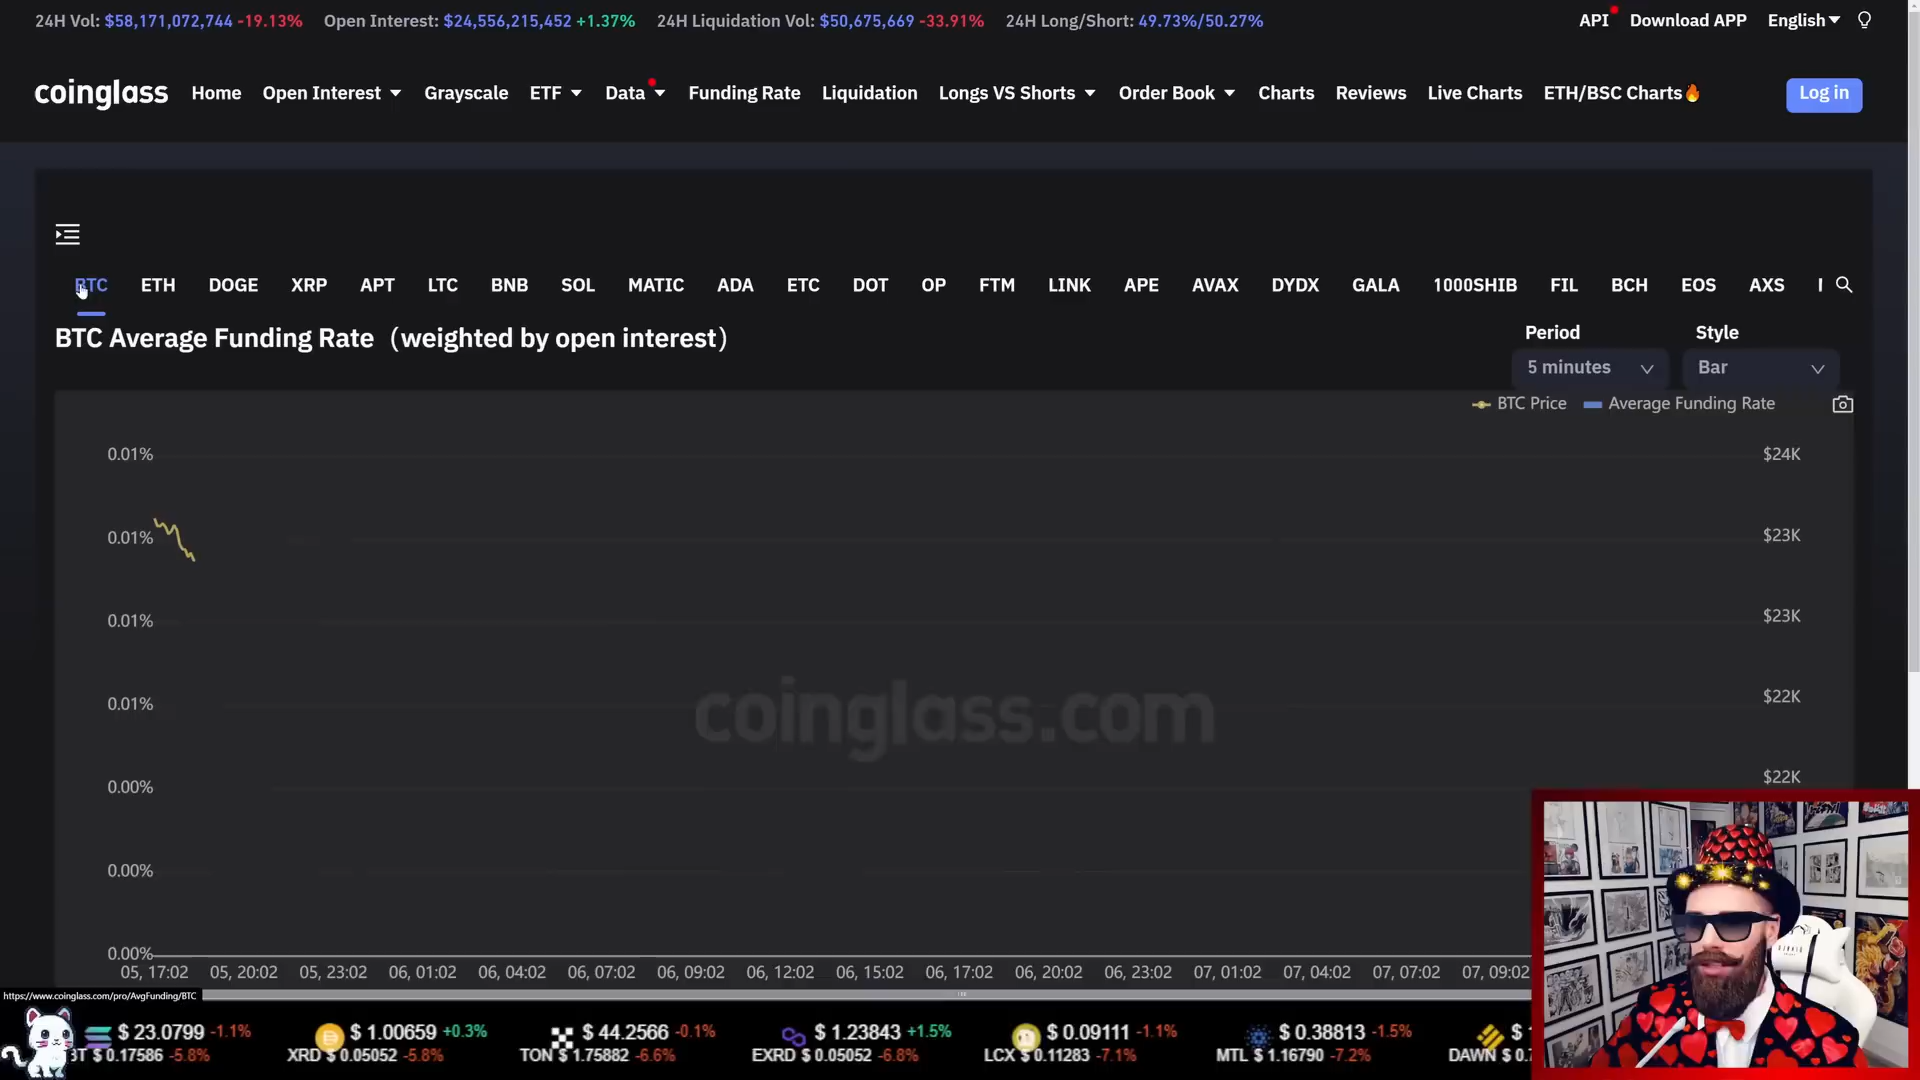 24H Vol: $58,171,072,744 -19.13% Open Interest: $24,556,215,452 +1.37% 24H Liquidation Vol: $50,675,669 -33.91% 24H Long/Short: 49.73%/50.27% API Download APP English
coinglass Home Open Interest Grayscale ETF Data Funding Rate Liquidation Longs VS Shorts Order Book Charts Reviews Live Charts ETH/BSC Charts🔥 Log in
BTC ETH DOGE XRP APT LTC BNB SOL MATIC ADA ETC DOT OP FTM LINK APE AVAX DYDX GALA 1000SHIB FIL BCH EOS AXS
BTC Average Funding Rate（weighted by open interest）
Period Style
5 minutes Bar
BTC Price Average Funding Rate
0.01% $24K
0.01% $23K
0.01% $23K
0.01% $22K
coinglass.com
0.00% $22K
0.00%
0.00%
05, 17:02 05, 20:02 05, 23:02 06, 01:02 06, 04:02 06, 07:02 06, 09:02 06, 12:02 06, 15:02 06, 17:02 06, 20:02 06, 23:02 07, 01:02 07, 04:02 07, 07:02 07, 09:02
https://www.coinglass.com/pro/AvgFunding/BTC
$ 23.0799 -1.1% $ 1.00659 +0.3% $ 44.2566 -0.1% $ 1.23843 +1.5% $ 0.09111 -1.1% $ 0.38813 -1.5% $
$ 0.17586 -5.8% XRD $ 0.05052 -5.8% TON $ 1.75882 -6.6% EXRD $ 0.05052 -6.8% LCX $ 0.11283 -7.1% MTL $ 1.16790 -7.2% DAWN